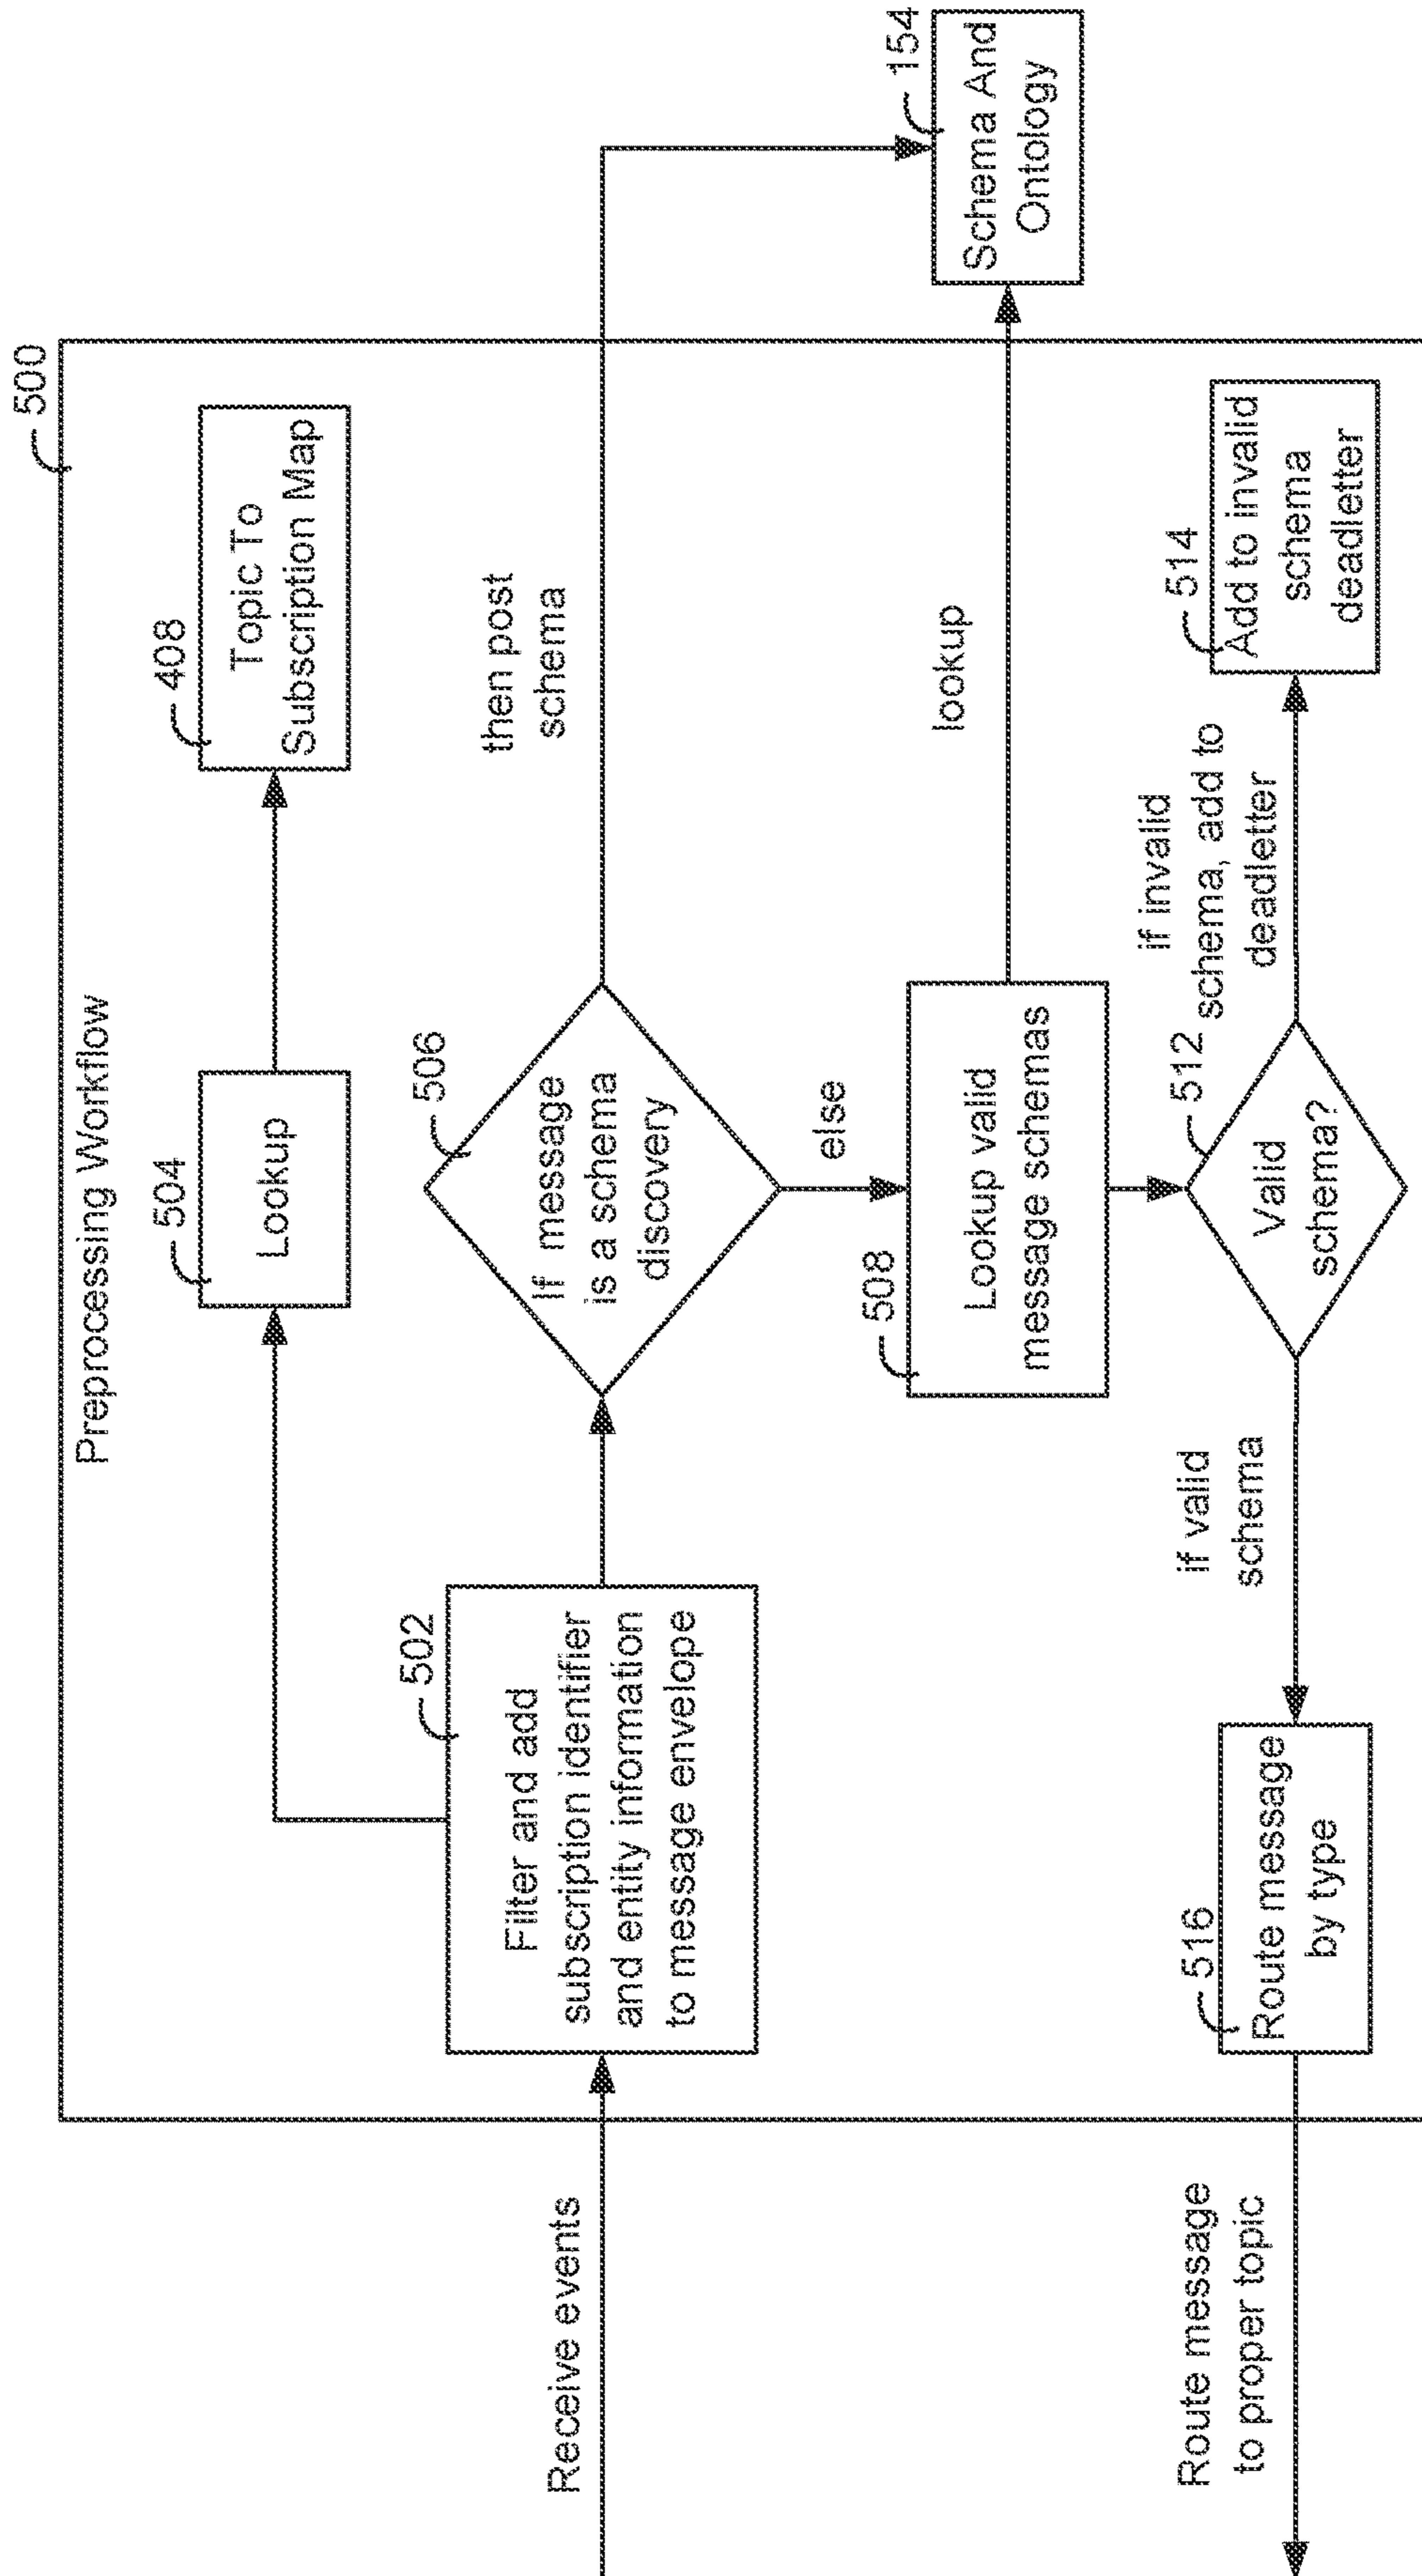 500
Preprocessing Workflow
504
Lookup
408
Topic To
Subscription Map
Receive events
502
Filter and add
subscription identifier
and entity information
to message envelope
506
If message
is a schema
discovery
then post
schema
154
Schema And
Ontology
else
508
Lookup valid
message schemas
lookup
512
Valid
schema?
if invalid
schema, add to
deadletter
514
Add to invalid
schema
deadletter
if valid
schema
516
Route message
by type
Route message
to proper topic